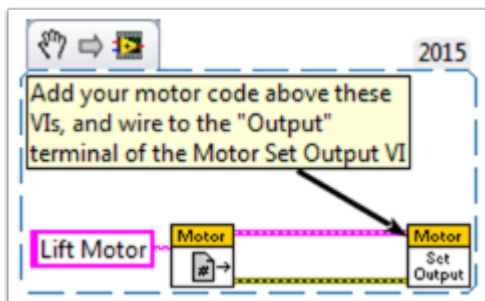 2015
Add your motor code above these
VIs, and wire to the "Output"
terminal of the Motor Set Output VI
Lift Motor
Motor
#
Motor
Set
Output